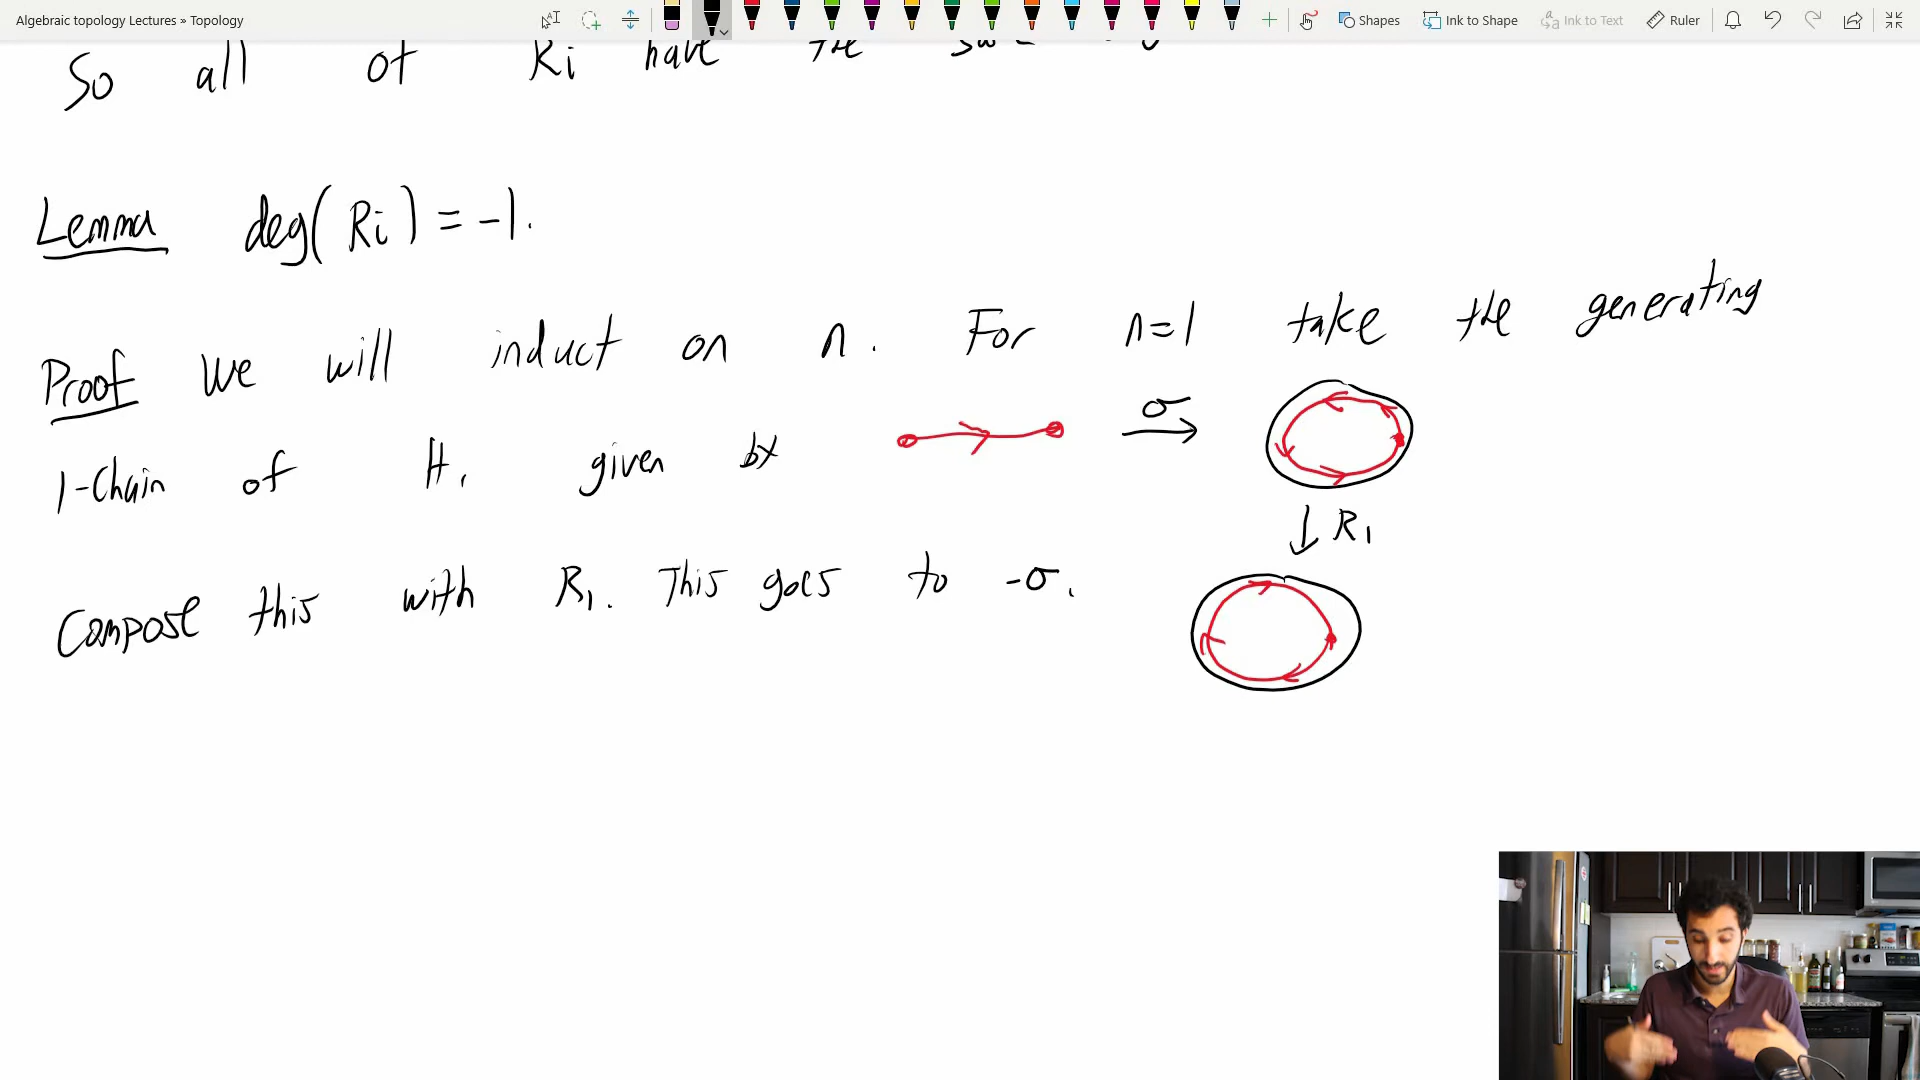 Algebraic topology Lectures » Topology
Shapes Ink to Shape Ink to Text Ruler
So all of Ri have the
Lemma deg(Ri) = -1.
Proof We will induct on n. For n=1 take the generating
1-Chain of H1 given by σ
R1
Compose this with R1. This goes to -σ.